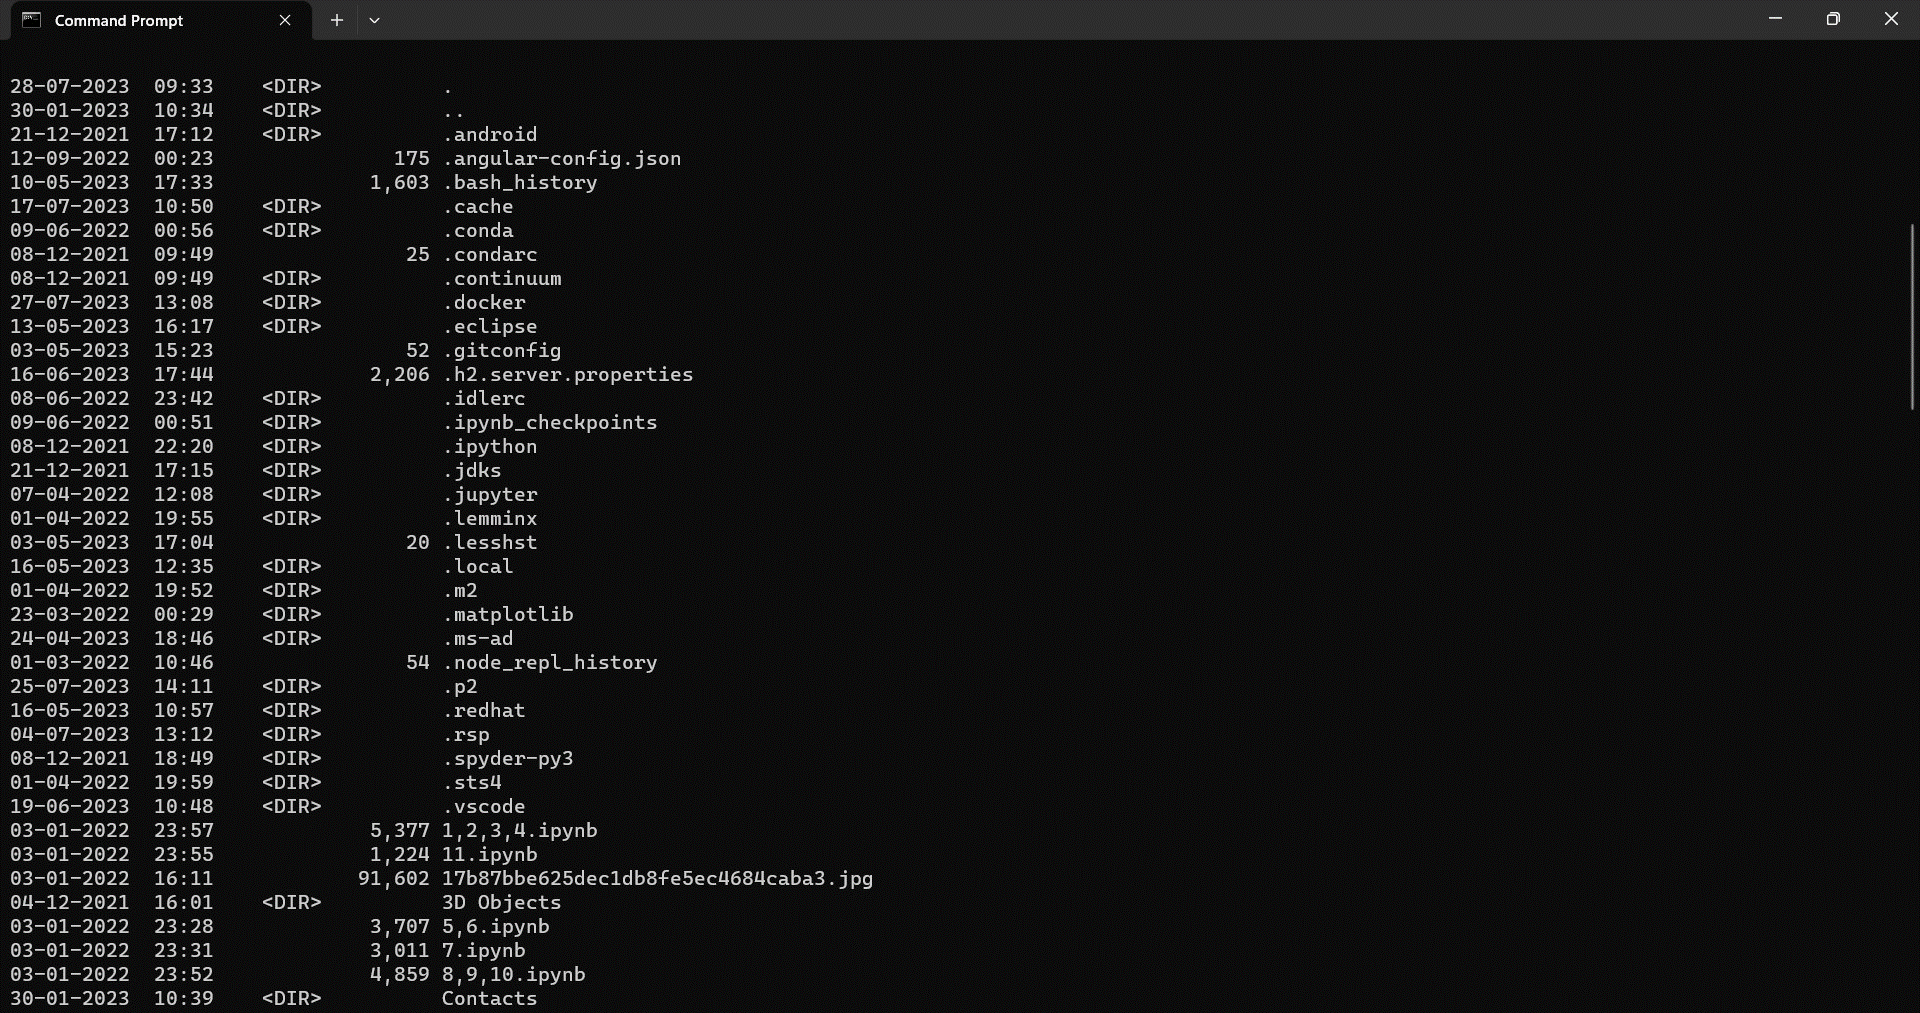 Command Prompt
28-07-2023  09:33    <DIR>          .
30-01-2023  10:34    <DIR>          ..
21-12-2021  17:12    <DIR>          .android
12-09-2022  00:23               175 .angular-config.json
10-05-2023  17:33             1,603 .bash_history
17-07-2023  10:50    <DIR>          .cache
09-06-2022  00:56    <DIR>          .conda
08-12-2021  09:49                25 .condarc
08-12-2021  09:49    <DIR>          .continuum
27-07-2023  13:08    <DIR>          .docker
13-05-2023  16:17    <DIR>          .eclipse
03-05-2023  15:23                52 .gitconfig
16-06-2023  17:44             2,206 .h2.server.properties
08-06-2022  23:42    <DIR>          .idlerc
09-06-2022  00:51    <DIR>          .ipynb_checkpoints
08-12-2021  22:20    <DIR>          .ipython
21-12-2021  17:15    <DIR>          .jdks
07-04-2022  12:08    <DIR>          .jupyter
01-04-2022  19:55    <DIR>          .lemminx
03-05-2023  17:04                20 .lesshst
16-05-2023  12:35    <DIR>          .local
01-04-2022  19:52    <DIR>          .m2
23-03-2022  00:29    <DIR>          .matplotlib
24-04-2023  18:46    <DIR>          .ms-ad
01-03-2022  10:46                54 .node_repl_history
25-07-2023  14:11    <DIR>          .p2
16-05-2023  10:57    <DIR>          .redhat
04-07-2023  13:12    <DIR>          .rsp
08-12-2021  18:49    <DIR>          .spyder-py3
01-04-2022  19:59    <DIR>          .sts4
19-06-2023  10:48    <DIR>          .vscode
03-01-2022  23:57             5,377 1,2,3,4.ipynb
03-01-2022  23:55             1,224 11.ipynb
03-01-2022  16:11            91,602 17b87bbe625dec1db8fe5ec4684caba3.jpg
04-12-2021  16:01    <DIR>          3D Objects
03-01-2022  23:28             3,707 5,6.ipynb
03-01-2022  23:31             3,011 7.ipynb
03-01-2022  23:52             4,859 8,9,10.ipynb
30-01-2023  10:39    <DIR>          Contacts